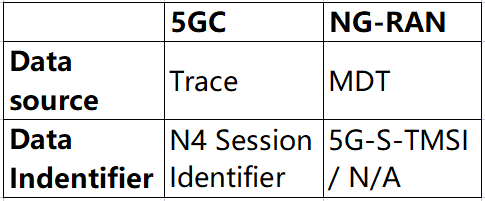 5GC NG-RAN
Data source Trace MDT
Data Indentifier N4 Session Identifier 5G-S-TMSI / N/A